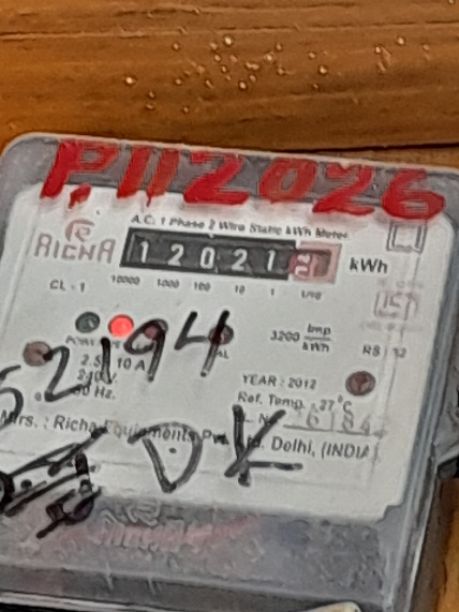 P112026
A.C. 1 Phase 2 Wire Static kWh Meter
RICHA
12021
kWh
10000 1000 100 10 1 1/10
CL - 1
3200 imp/kWh
2194
2.5 10 A
240 V.
50 Hz.
YEAR : 2012
Ref. Temp. : 27°C
Mfrs. : Richa Equipments Pvt. Ltd. Delhi, (INDIA)
DK